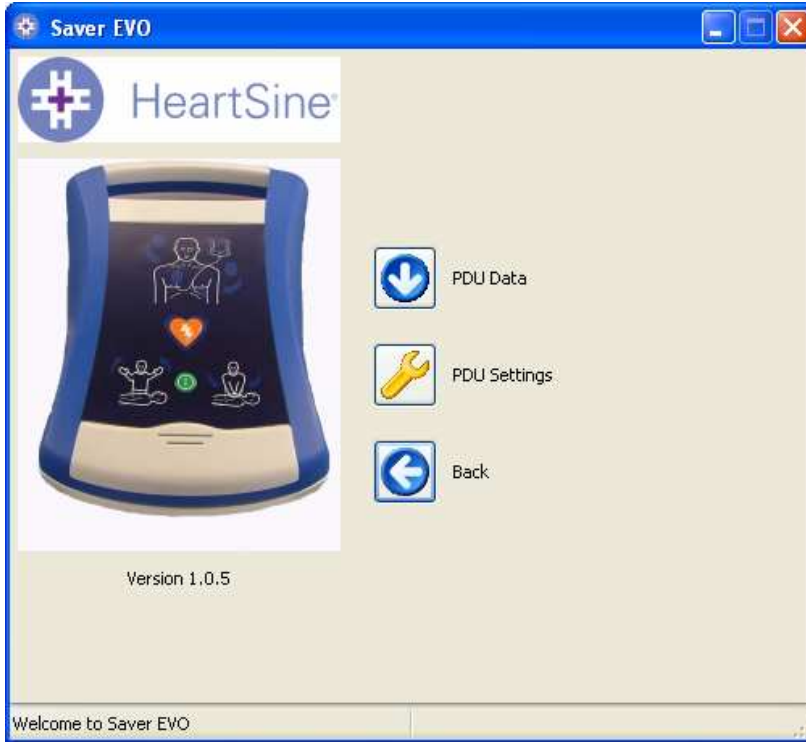 Saver EVO
HeartSine
PDU Data
PDU Settings
Back
Version 1.0.5
Welcome to Saver EVO